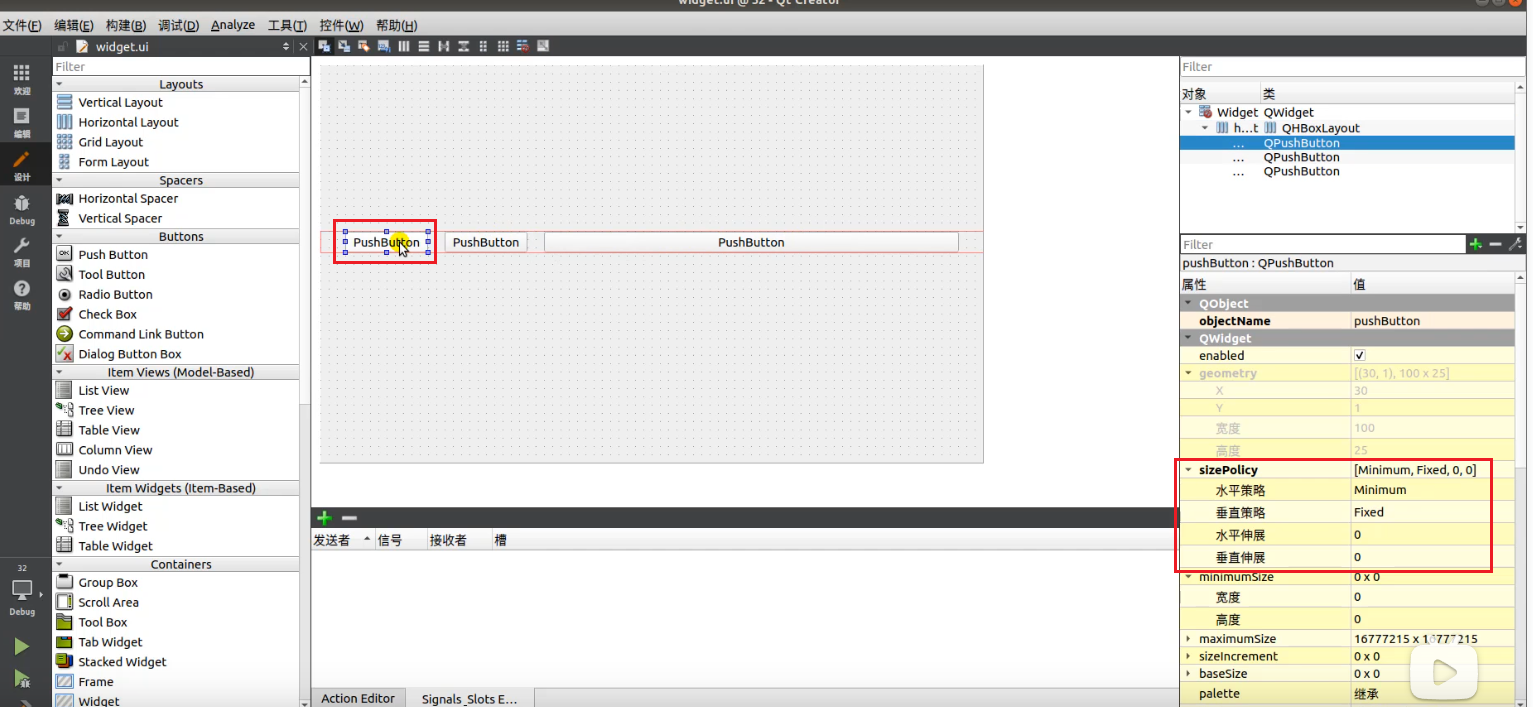 widget.ui @ 32 - Qt Creator
文件(F) 编辑(E) 构建(B) 调试(D) Analyze 工具(T) 控件(W) 帮助(H)
widget.ui
Filter
Layouts
Vertical Layout
Horizontal Layout
Grid Layout
Form Layout
Spacers
Horizontal Spacer
Vertical Spacer
Buttons
Push Button
Tool Button
Radio Button
Check Box
Command Link Button
Dialog Button Box
Item Views (Model-Based)
List View
Tree View
Table View
Column View
Undo View
Item Widgets (Item-Based)
List Widget
Tree Widget
Table Widget
Containers
Group Box
Scroll Area
Tool Box
Tab Widget
Stacked Widget
Frame
Widget
欢迎
编辑
设计
Debug
项目
帮助
32
Debug
PushButton PushButton PushButton
发送者 信号 接收者 槽
Action Editor Signals_Slots E...
Filter
对象 类
Widget QWidget
h...t QHBoxLayout
... QPushButton
... QPushButton
... QPushButton
Filter
pushButton : QPushButton
属性 值
QObject
objectName pushButton
QWidget
enabled
geometry [(30, 1), 100 x 25]
X 30
Y 1
宽度 100
高度 25
sizePolicy [Minimum, Fixed, 0, 0]
水平策略 Minimum
垂直策略 Fixed
水平伸展 0
垂直伸展 0
minimumSize 0 x 0
宽度 0
高度 0
maximumSize 16777215 x 16777215
sizeIncrement 0 x 0
baseSize 0 x 0
palette 继承